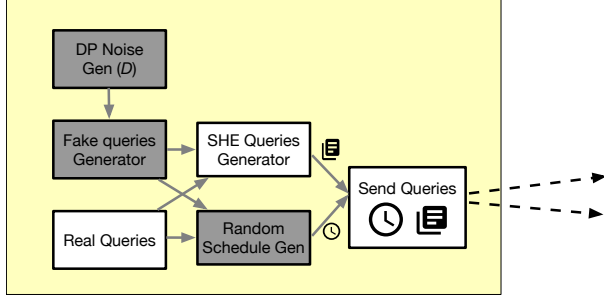 DP Noise
Gen (D)
Fake queries
Generator
SHE Queries
Generator
Send Queries
Real Queries
Random
Schedule Gen